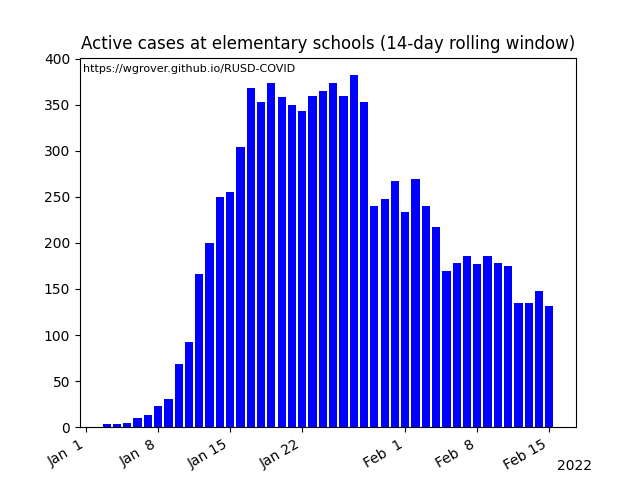 Active cases at elementary schools (14-day rolling window)
https://wgrover.github.io/RUSD-COVID
400
350
300
250
200
150
100
50
0
Jan 1
Jan 8
Jan 15
Jan 22
Feb 1
Feb 8
Feb 15
2022